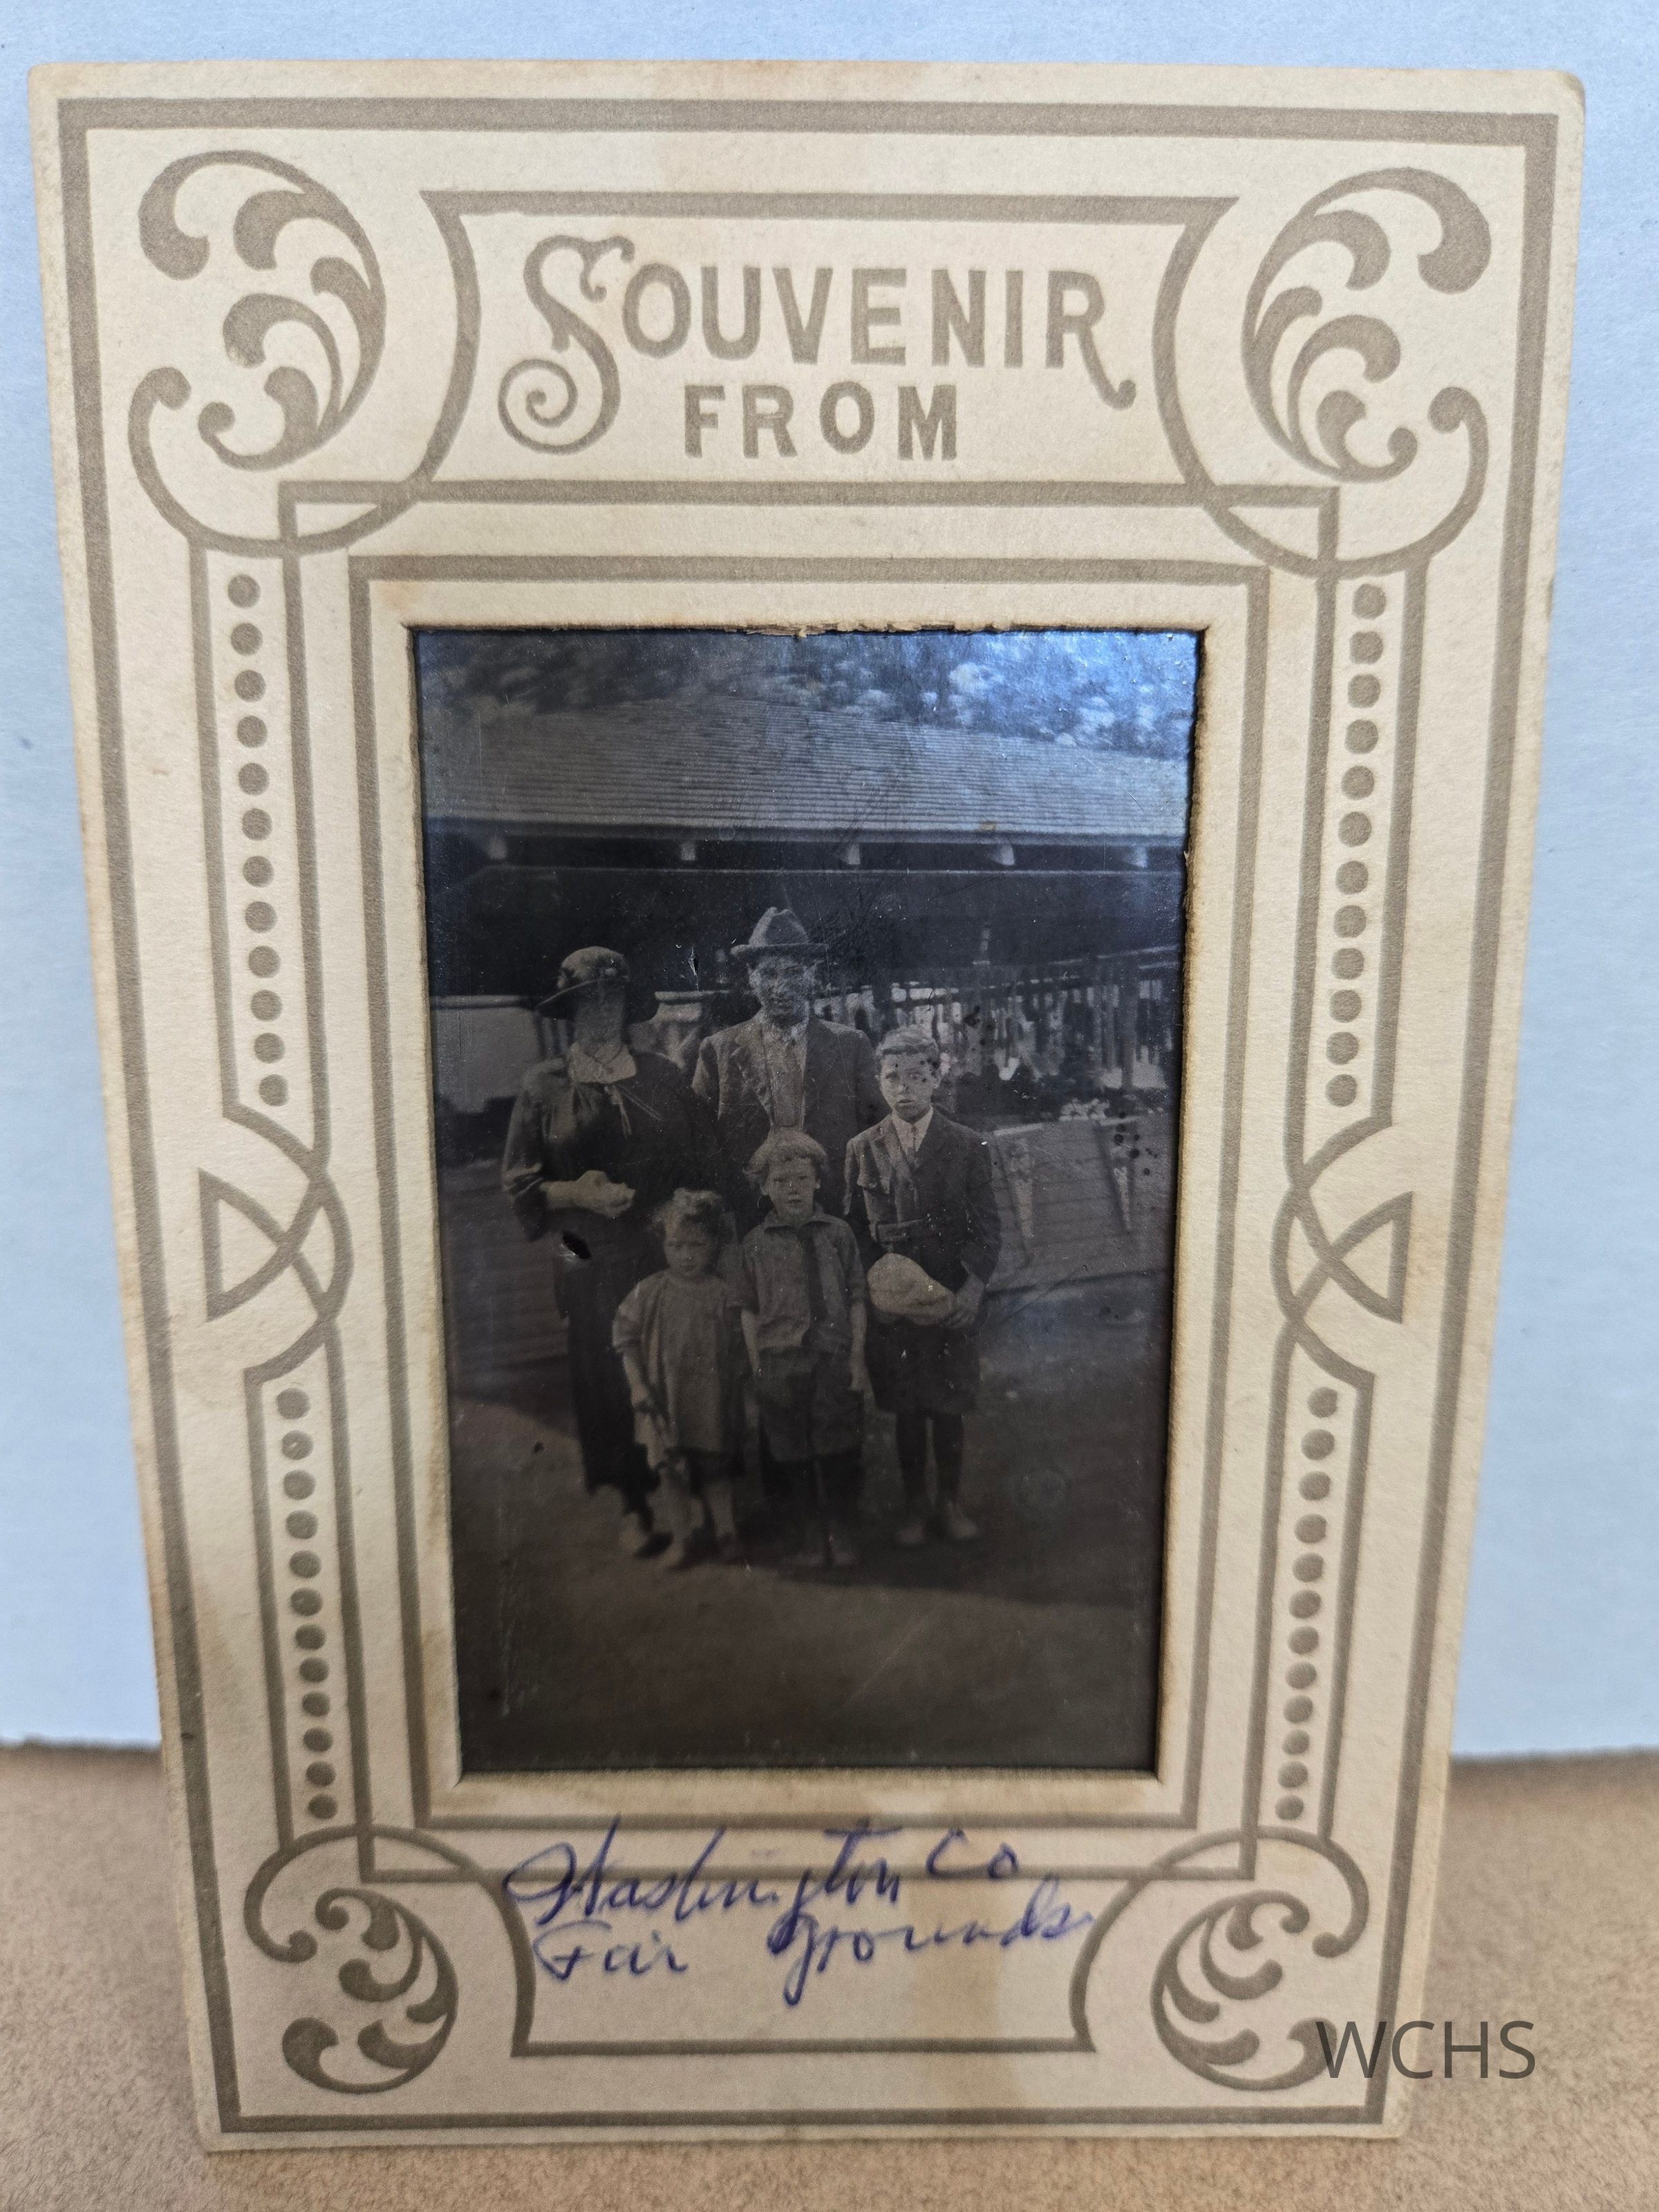 SOUVENIR
FROM
Washington Co
Fair Grounds
WCHS